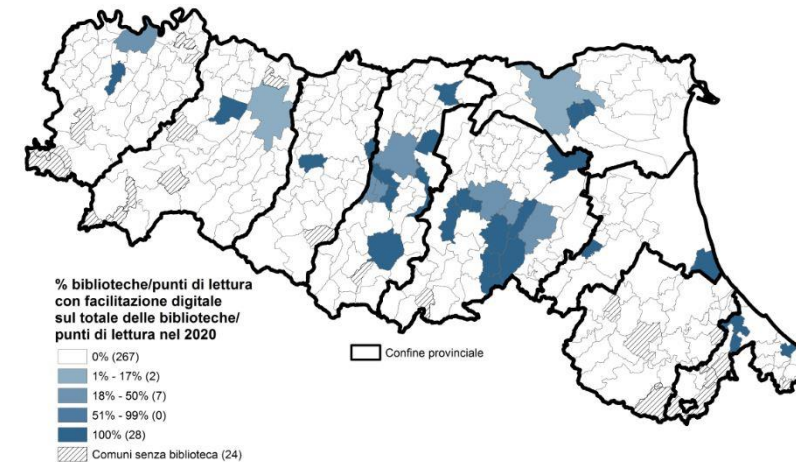 % biblioteche/punti di lettura
con facilitazione digitale
sul totale delle biblioteche/
punti di lettura nel 2020
0% (267)
1% - 17% (2)
18% - 50% (7)
51% - 99% (0)
100% (28)
Comuni senza biblioteca (24)
Confine provinciale